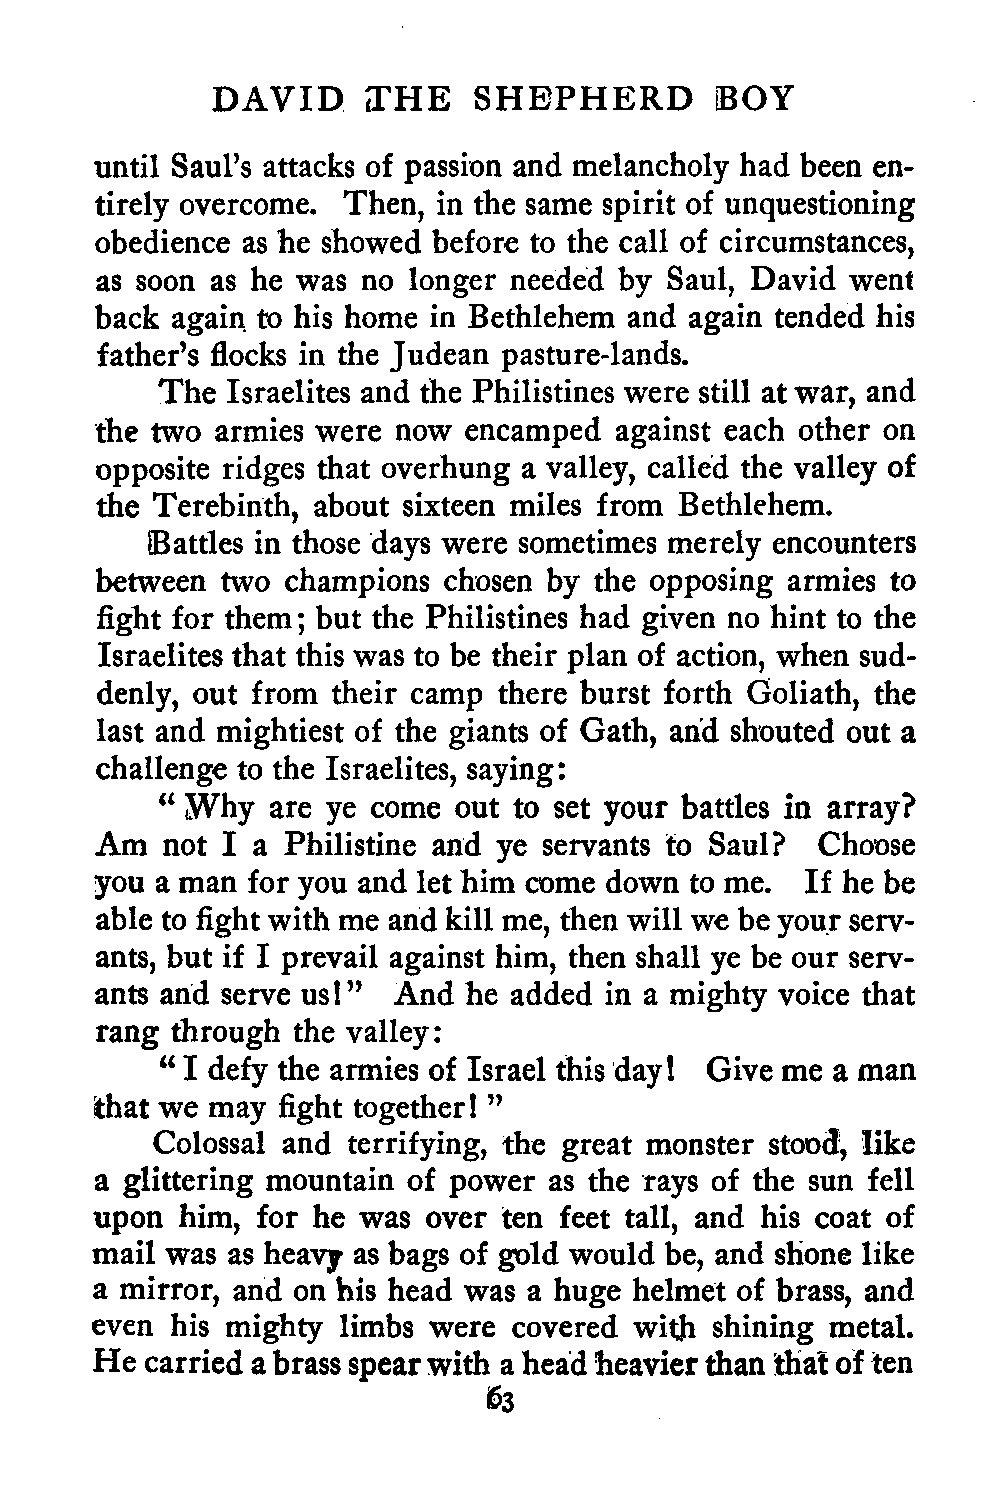 DAVID THE SHEPHERD BOY
until Saul's attacks of passion and melancholy had been en-
tirely overcome. Then, in the same spirit of unquestioning
obedience as he showed before to the call of circumstances,
as soon as he was no longer needed by Saul, David went
back again to his home in Bethlehem and again tended his
father's flocks in the Judean pasture-lands.
The Israelites and the Philistines were still at war, and
the two armies were now encamped against each other on
opposite ridges that overhung a valley, called the valley of
the Terebinth, about sixteen miles from Bethlehem.
Battles in those days were sometimes merely encounters
between two champions chosen by the opposing armies to
fight for them; but the Philistines had given no hint to the
Israelites that this was to be their plan of action, when sud-
denly, out from their camp there burst forth Goliath, the
last and mightiest of the giants of Gath, and shouted out a
challenge to the Israelites, saying:
"Why are ye come out to set your battles in array?
Am not I a Philistine and ye servants to Saul? Choose
you a man for you and let him come down to me. If he be
able to fight with me and kill me, then will we be your serv-
ants, but if I prevail against him, then shall ye be our serv-
ants and serve us!" And he added in a mighty voice that
rang through the valley:
"I defy the armies of Israel this day! Give me a man
that we may fight together!"
Colossal and terrifying, the great monster stood, like
a glittering mountain of power as the rays of the sun fell
upon him, for he was over ten feet tall, and his coat of
mail was as heavy as bags of gold would be, and shone like
a mirror, and on his head was a huge helmet of brass, and
even his mighty limbs were covered with shining metal.
He carried a brass spear with a head heavier than that of ten
63